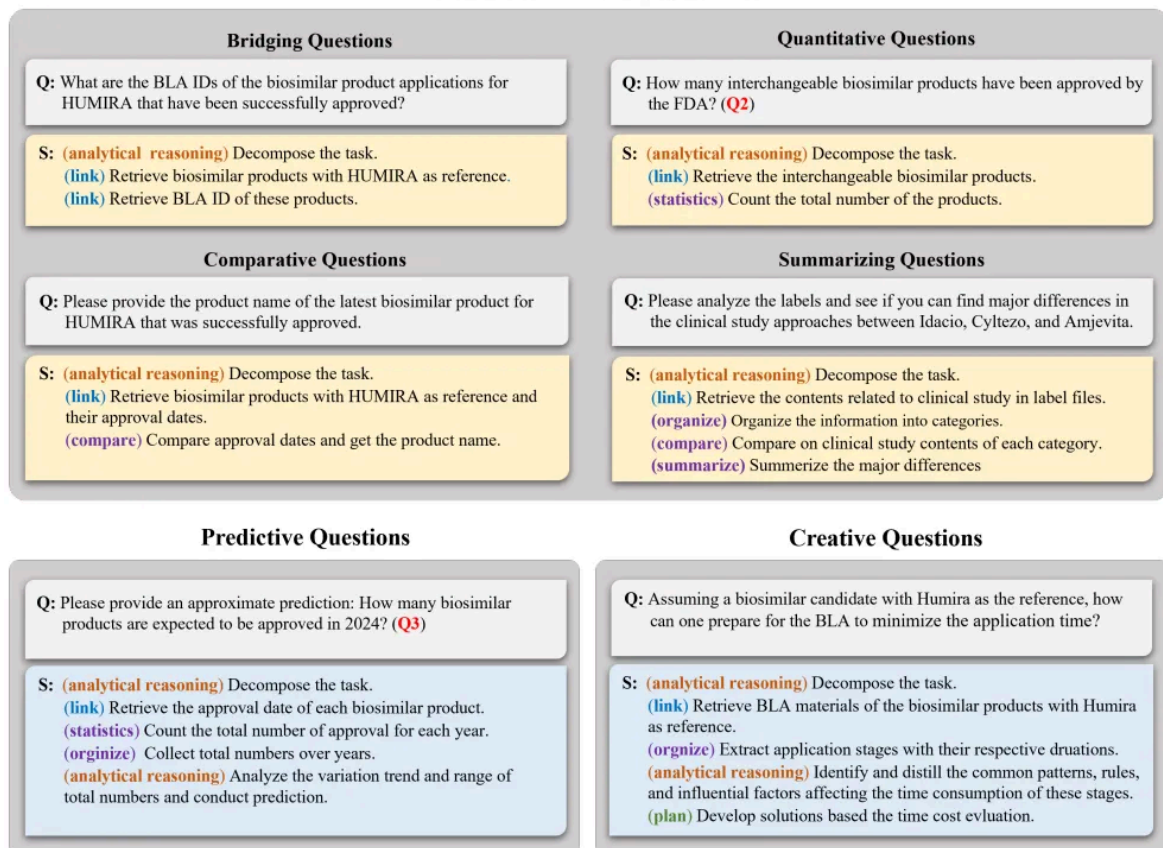 Bridging Questions
Q: What are the BLA IDs of the biosimilar product applications for
HUMIRA that have been successfully approved?
S: (analytical reasoning) Decompose the task.
(link) Retrieve biosimilar products with HUMIRA as reference.
(link) Retrieve BLA ID of these products.
Quantitative Questions
Q: How many interchangeable biosimilar products have been approved by
the FDA? (Q2)
S: (analytical reasoning) Decompose the task.
(link) Retrieve the interchangeable biosimilar products.
(statistics) Count the total number of the products.
Comparative Questions
Q: Please provide the product name of the latest biosimilar product for
HUMIRA that was successfully approved.
S: (analytical reasoning) Decompose the task.
(link) Retrieve biosimilar products with HUMIRA as reference and
their approval dates.
(compare) Compare approval dates and get the product name.
Summarizing Questions
Q: Please analyze the labels and see if you can find major differences in
the clinical study approaches between Idacio, Cyltezo, and Amjevita.
S: (analytical reasoning) Decompose the task.
(link) Retrieve the contents related to clinical study in label files.
(organize) Organize the information into categories.
(compare) Compare on clinical study contents of each category.
(summarize) Summerize the major differences
Predictive Questions
Q: Please provide an approximate prediction: How many biosimilar
products are expected to be approved in 2024? (Q3)
S: (analytical reasoning) Decompose the task.
(link) Retrieve the approval date of each biosimilar product.
(statistics) Count the total number of approval for each year.
(orginize) Collect total numbers over years.
(analytical reasoning) Analyze the variation trend and range of
total numbers and conduct prediction.
Creative Questions
Q: Assuming a biosimilar candidate with Humira as the reference, how
can one prepare for the BLA to minimize the application time?
S: (analytical reasoning) Decompose the task.
(link) Retrieve BLA materials of the biosimilar products with Humira
as reference.
(orgnize) Extract application stages with their respective druations.
(analytical reasoning) Identify and distill the common patterns, rules,
and influential factors affecting the time consumption of these stages.
(plan) Develop solutions based the time cost evluation.